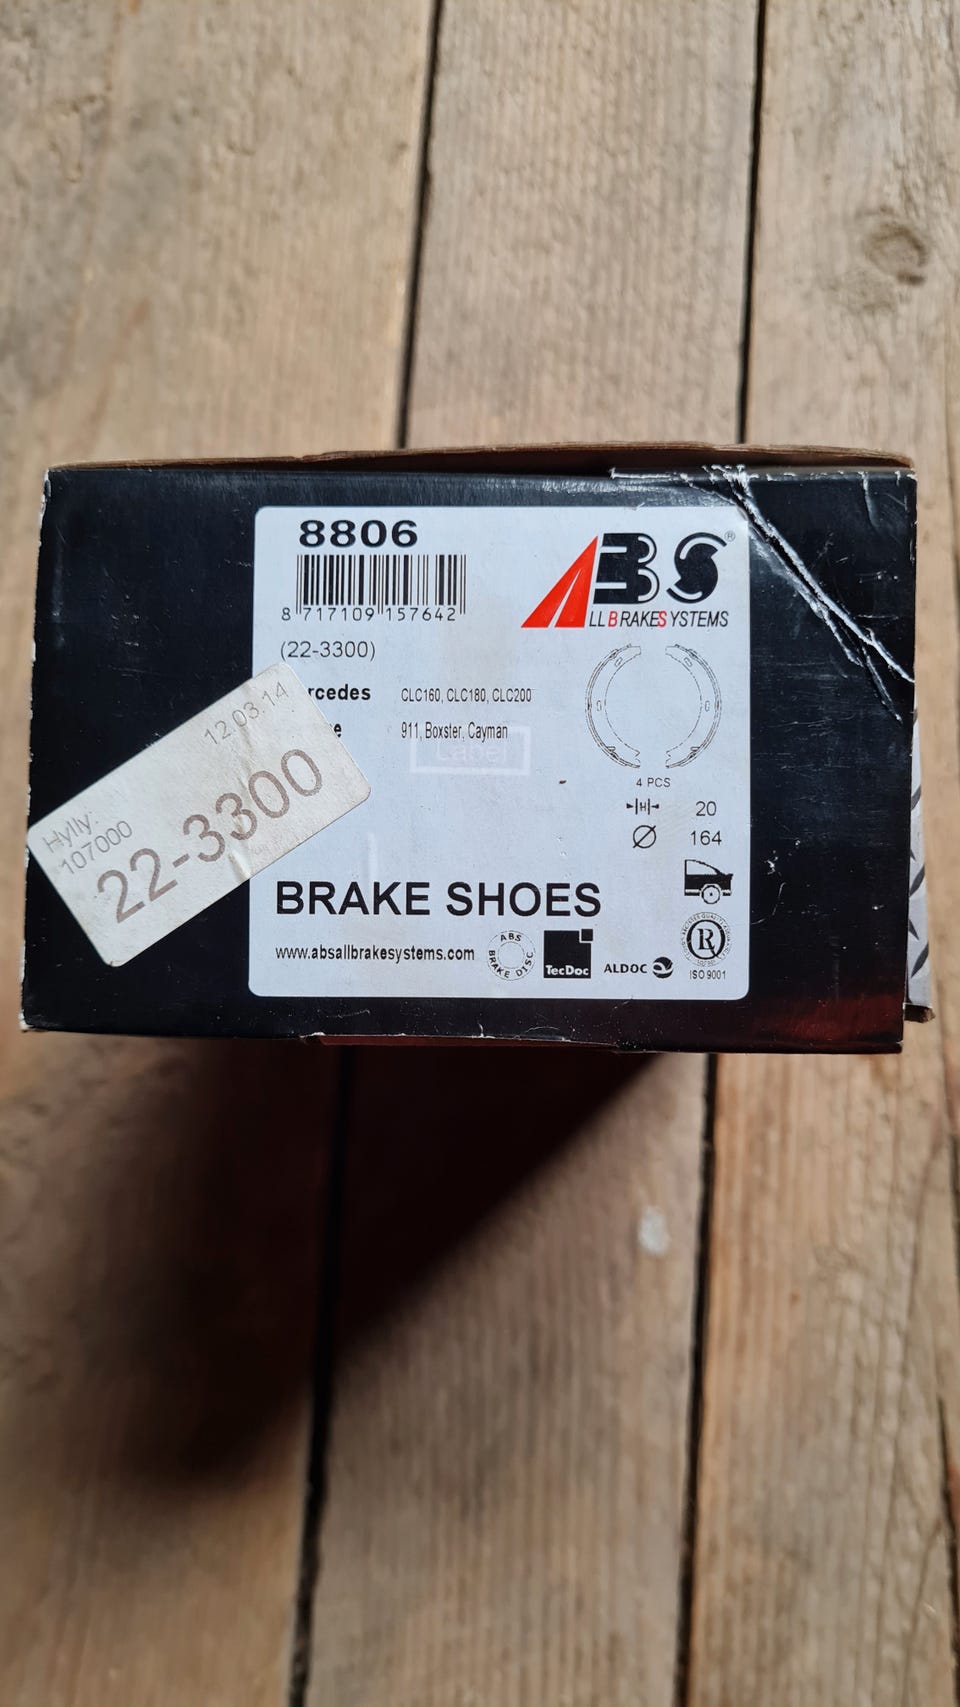 8806
ABS®
ALL BRAKE SYSTEMS
8 717109 157642
(22-3300)
rcedes CLC160, CLC180, CLC200
e 911, Boxster, Cayman
Label
4 PCS
H 20
Ø 164
12.03.14
Hylly:
107000
22-3300
BRAKE SHOES
www.absallbrakesystems.com
ABS
BRAKE DISC
TecDoc
ALDOC
R
ISO 9001